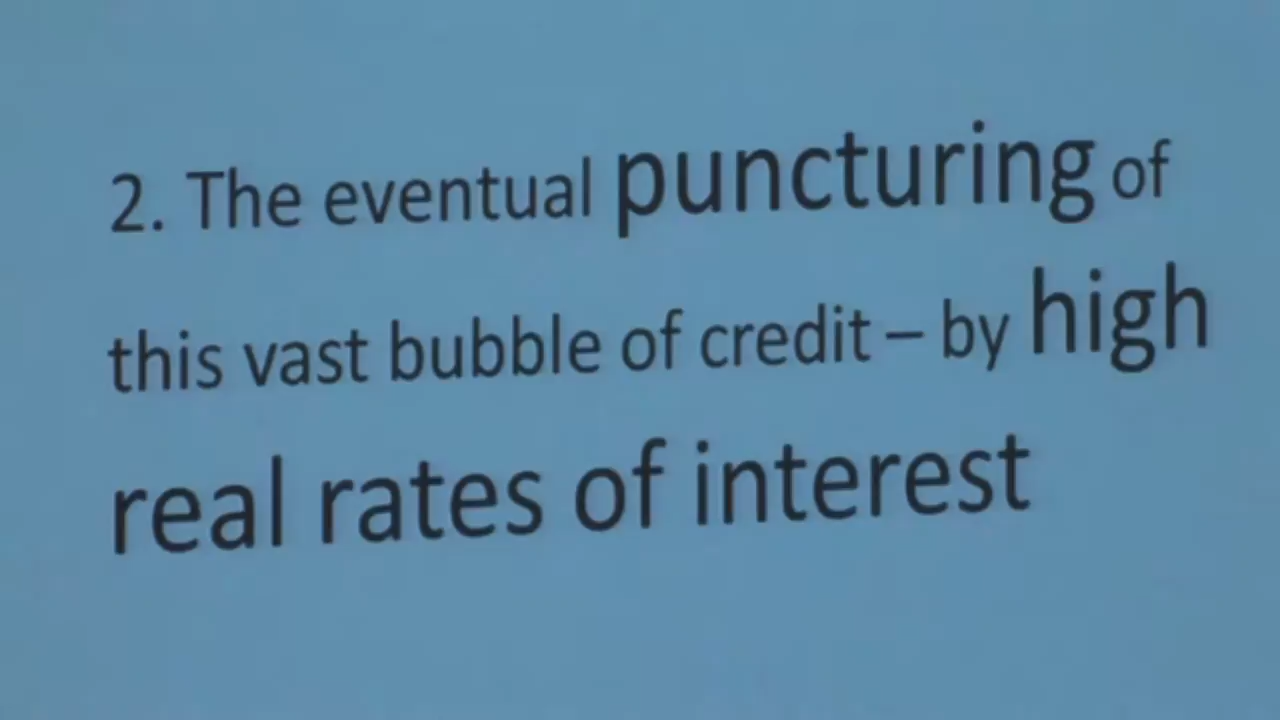 2. The eventual puncturing of
this vast bubble of credit – by high
real rates of interest